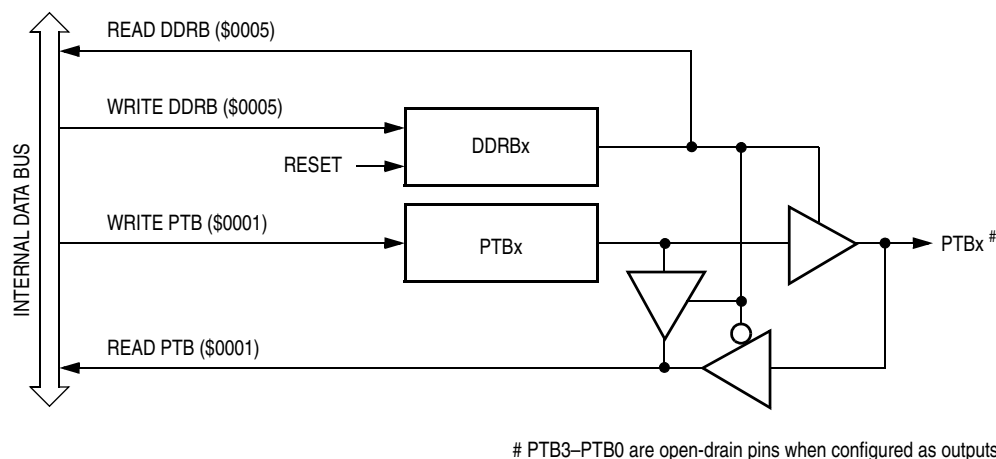 READ DDRB ($0005)
WRITE DDRB ($0005)
DDRBx
RESET
INTERNAL DATA BUS
WRITE PTB ($0001)
PTBx
PTBx #
READ PTB ($0001)
# PTB3–PTB0 are open-drain pins when configured as outputs